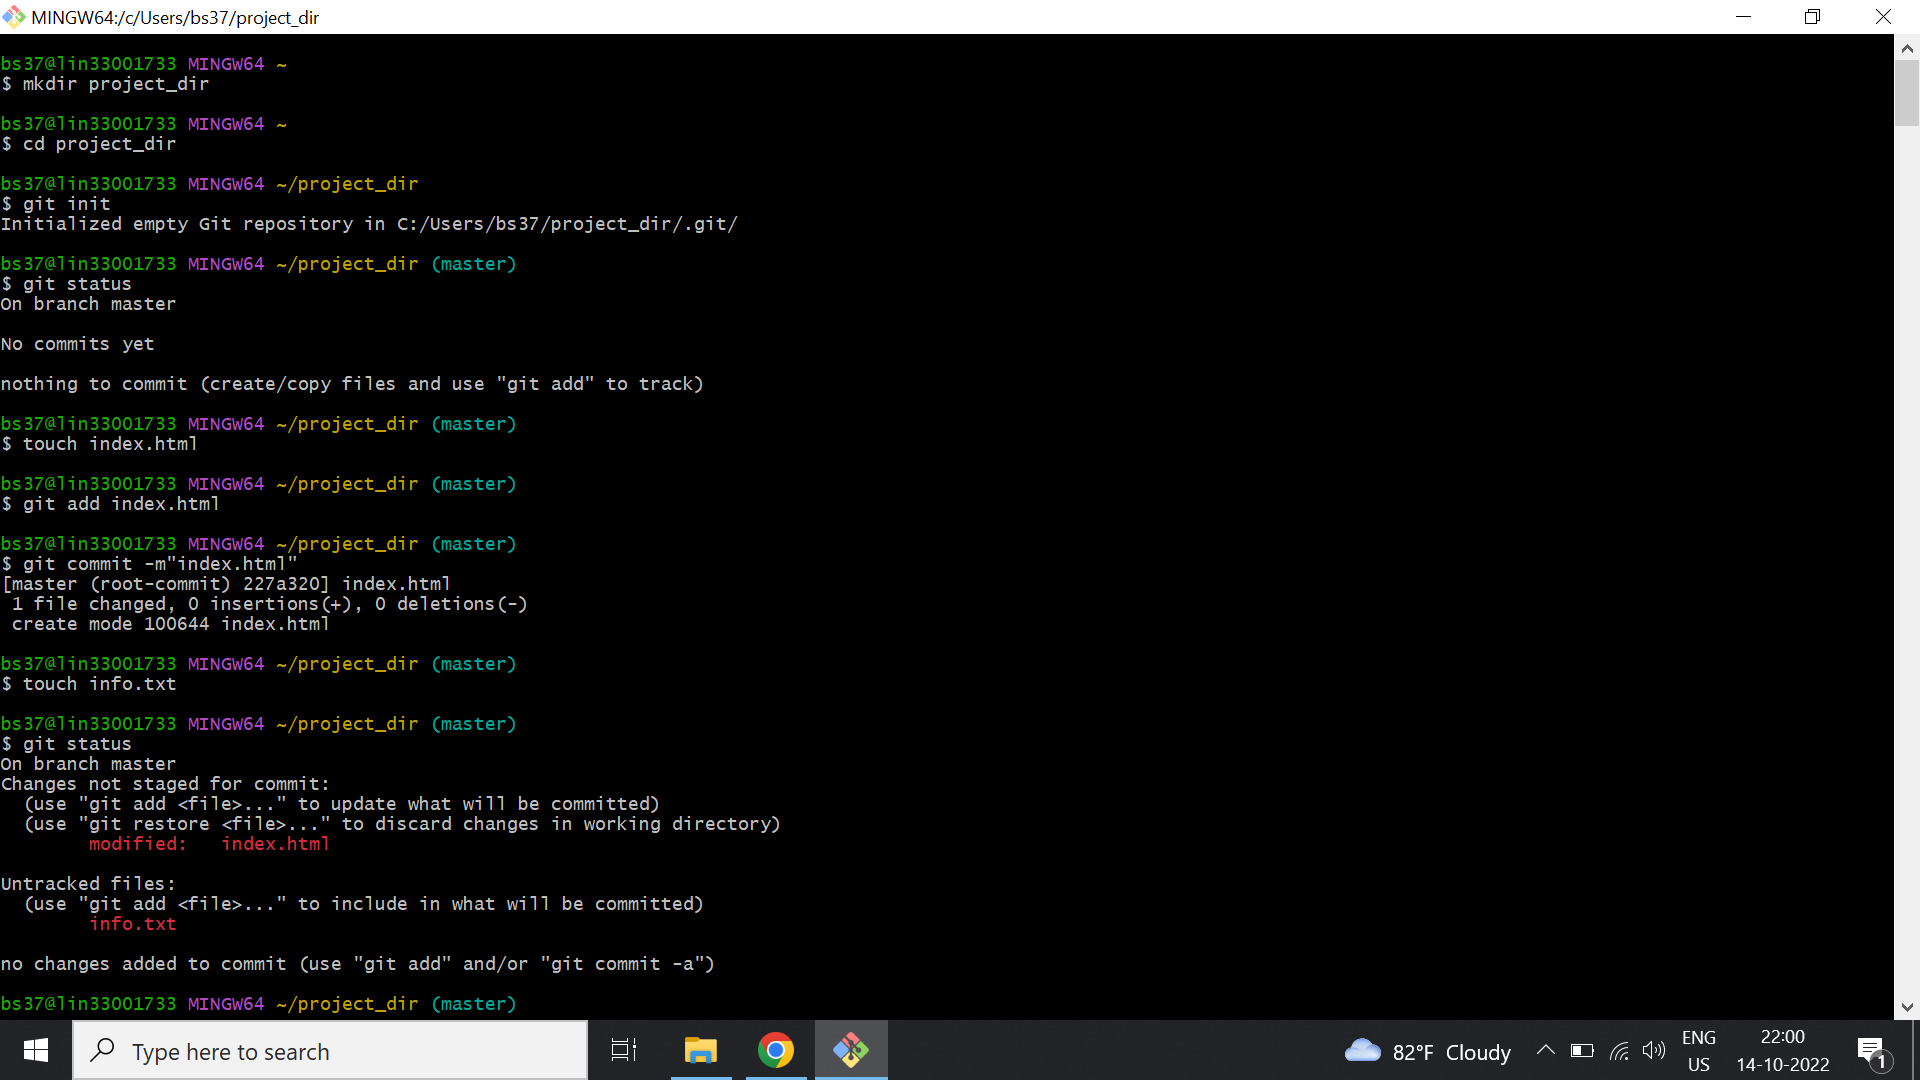 MINGW64:/c/Users/bs37/project_dir
bs37@lin33001733 MINGW64 ~
$ mkdir project_dir
bs37@lin33001733 MINGW64 ~
$ cd project_dir
bs37@lin33001733 MINGW64 ~/project_dir
$ git init
Initialized empty Git repository in C:/Users/bs37/project_dir/.git/
bs37@lin33001733 MINGW64 ~/project_dir (master)
$ git status
On branch master
No commits yet
nothing to commit (create/copy files and use "git add" to track)
bs37@lin33001733 MINGW64 ~/project_dir (master)
$ touch index.html
bs37@lin33001733 MINGW64 ~/project_dir (master)
$ git add index.html
bs37@lin33001733 MINGW64 ~/project_dir (master)
$ git commit -m"index.html"
[master (root-commit) 227a320] index.html
 1 file changed, 0 insertions(+), 0 deletions(-)
 create mode 100644 index.html
bs37@lin33001733 MINGW64 ~/project_dir (master)
$ touch info.txt
bs37@lin33001733 MINGW64 ~/project_dir (master)
$ git status
On branch master
Changes not staged for commit:
  (use "git add <file>..." to update what will be committed)
  (use "git restore <file>..." to discard changes in working directory)
        modified:   index.html
Untracked files:
  (use "git add <file>..." to include in what will be committed)
        info.txt
no changes added to commit (use "git add" and/or "git commit -a")
bs37@lin33001733 MINGW64 ~/project_dir (master)
Type here to search
82°F Cloudy
ENG
US
22:00
14-10-2022
1